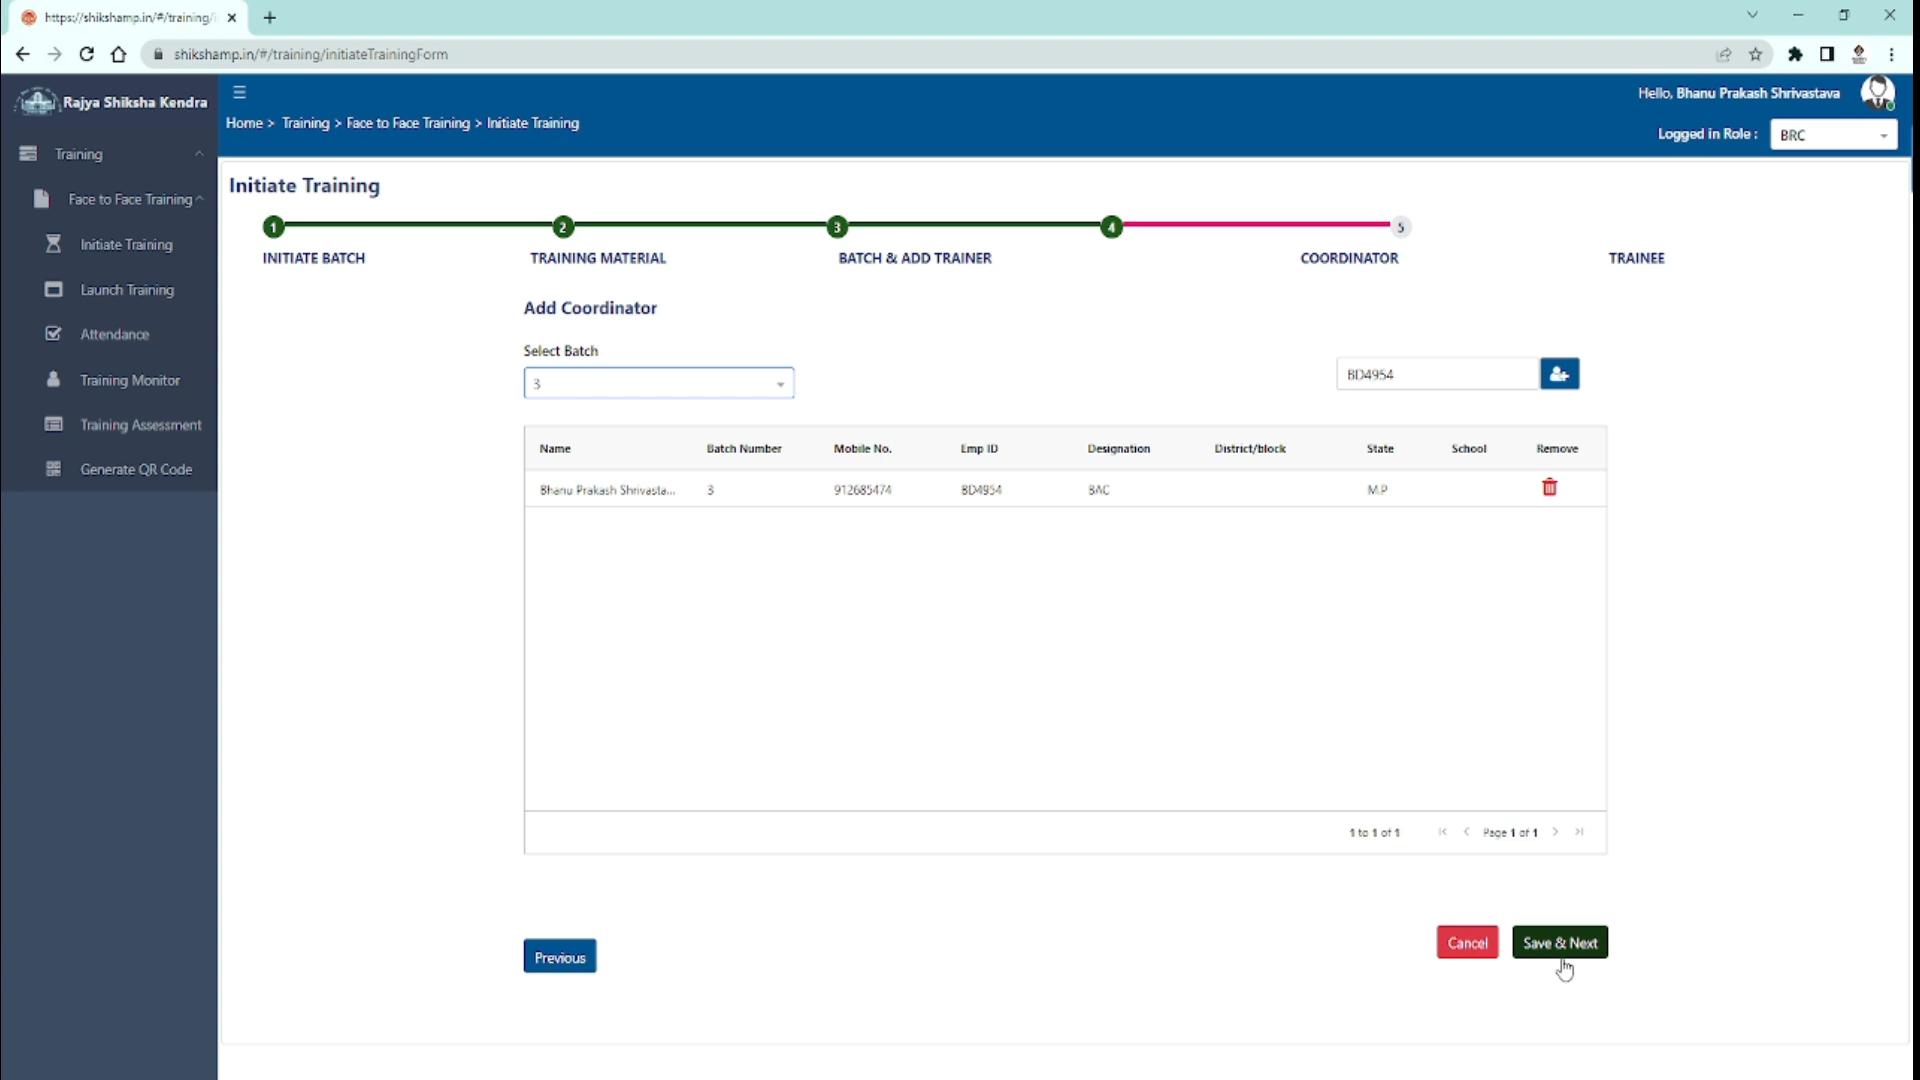 https://shikshamp.in/#/training/i
shikshamp.in/#/training/initiateTrainingForm
Rajya Shiksha Kendra
Hello, Bhanu Prakash Shrivastava
Home > Training > Face to Face Training > Initiate Training
Logged in Role : BRC
Training
Face to Face Training
Initiate Training
Launch Training
Attendance
Training Monitor
Training Assessment
Generate QR Code
Initiate Training
1 2 3 4 5
INITIATE BATCH TRAINING MATERIAL BATCH & ADD TRAINER COORDINATOR TRAINEE
Add Coordinator
Select Batch
3
BD4954
Name Batch Number Mobile No. Emp ID Designation District/block State School Remove
Bhanu Prakash Shrivasta... 3 912685474 BD4954 BAC M.P
1 to 1 of 1 Page 1 of 1
Previous Cancel Save & Next